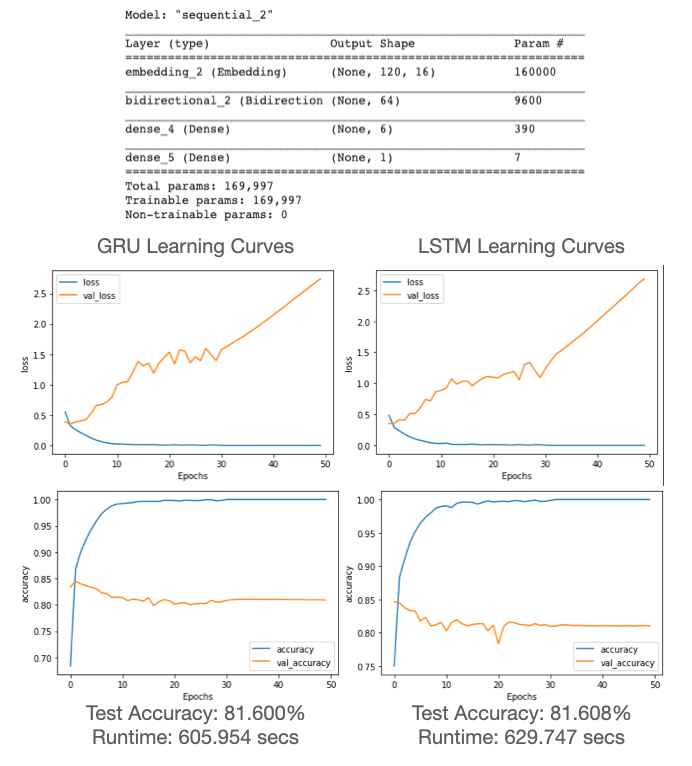 Model: "sequential_2"
Layer (type) Output Shape Param #
embedding_2 (Embedding) (None, 120, 16) 160000
bidirectional_2 (Bidirection (None, 64) 9600
dense_4 (Dense) (None, 6) 390
dense_5 (Dense) (None, 1) 7
Total params: 169,997
Trainable params: 169,997
Non-trainable params: 0
GRU Learning Curves
LSTM Learning Curves
loss
val_loss
2.5
2.0
1.5
1.0
0.5
0.0
loss
0 10 20 30 40 50
Epochs
loss
val_loss
2.5
2.0
1.5
1.0
0.5
0.0
loss
0 10 20 30 40 50
Epochs
1.00
0.95
0.90
0.85
0.80
0.75
0.70
accuracy
accuracy
val_accuracy
0 10 20 30 40 50
Epochs
1.00
0.95
0.90
0.85
0.80
0.75
accuracy
accuracy
val_accuracy
0 10 20 30 40 50
Epochs
Test Accuracy: 81.600%
Runtime: 605.954 secs
Test Accuracy: 81.608%
Runtime: 629.747 secs